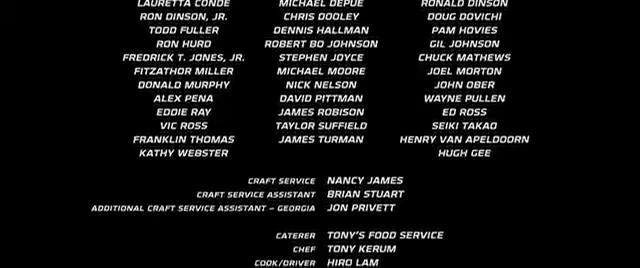 LAURETTA CONDE MICHAEL DEPUE RONALD DINSON
RON DINSON, JR. CHRIS DOOLEY DOUG DOVICHI
TODD FULLER DENNIS HALLMAN PAM HOVIES
RON HURD ROBERT BO JOHNSON GIL JOHNSON
FREDRICK T. JONES, JR. STEPHEN JOYCE CHUCK MATHEWS
FITZATHOR MILLER MICHAEL MOORE JOEL MORTON
DONALD MURPHY NICK NELSON JOHN OBER
ALEX PENA DAVID PITTMAN WAYNE PULLEN
EDDIE RAY JAMES ROBISON ED ROSS
VIC ROSS TAYLOR SUFFIELD SEIKI TAKAO
FRANKLIN THOMAS JAMES TURMAN HENRY VAN APELDOORN
KATHY WEBSTER HUGH GEE
CRAFT SERVICE NANCY JAMES
CRAFT SERVICE ASSISTANT BRIAN STUART
ADDITIONAL CRAFT SERVICE ASSISTANT – GEORGIA JON PRIVETT
CATERER TONY'S FOOD SERVICE
CHEF TONY KERUM
COOK/DRIVER HIRO LAM